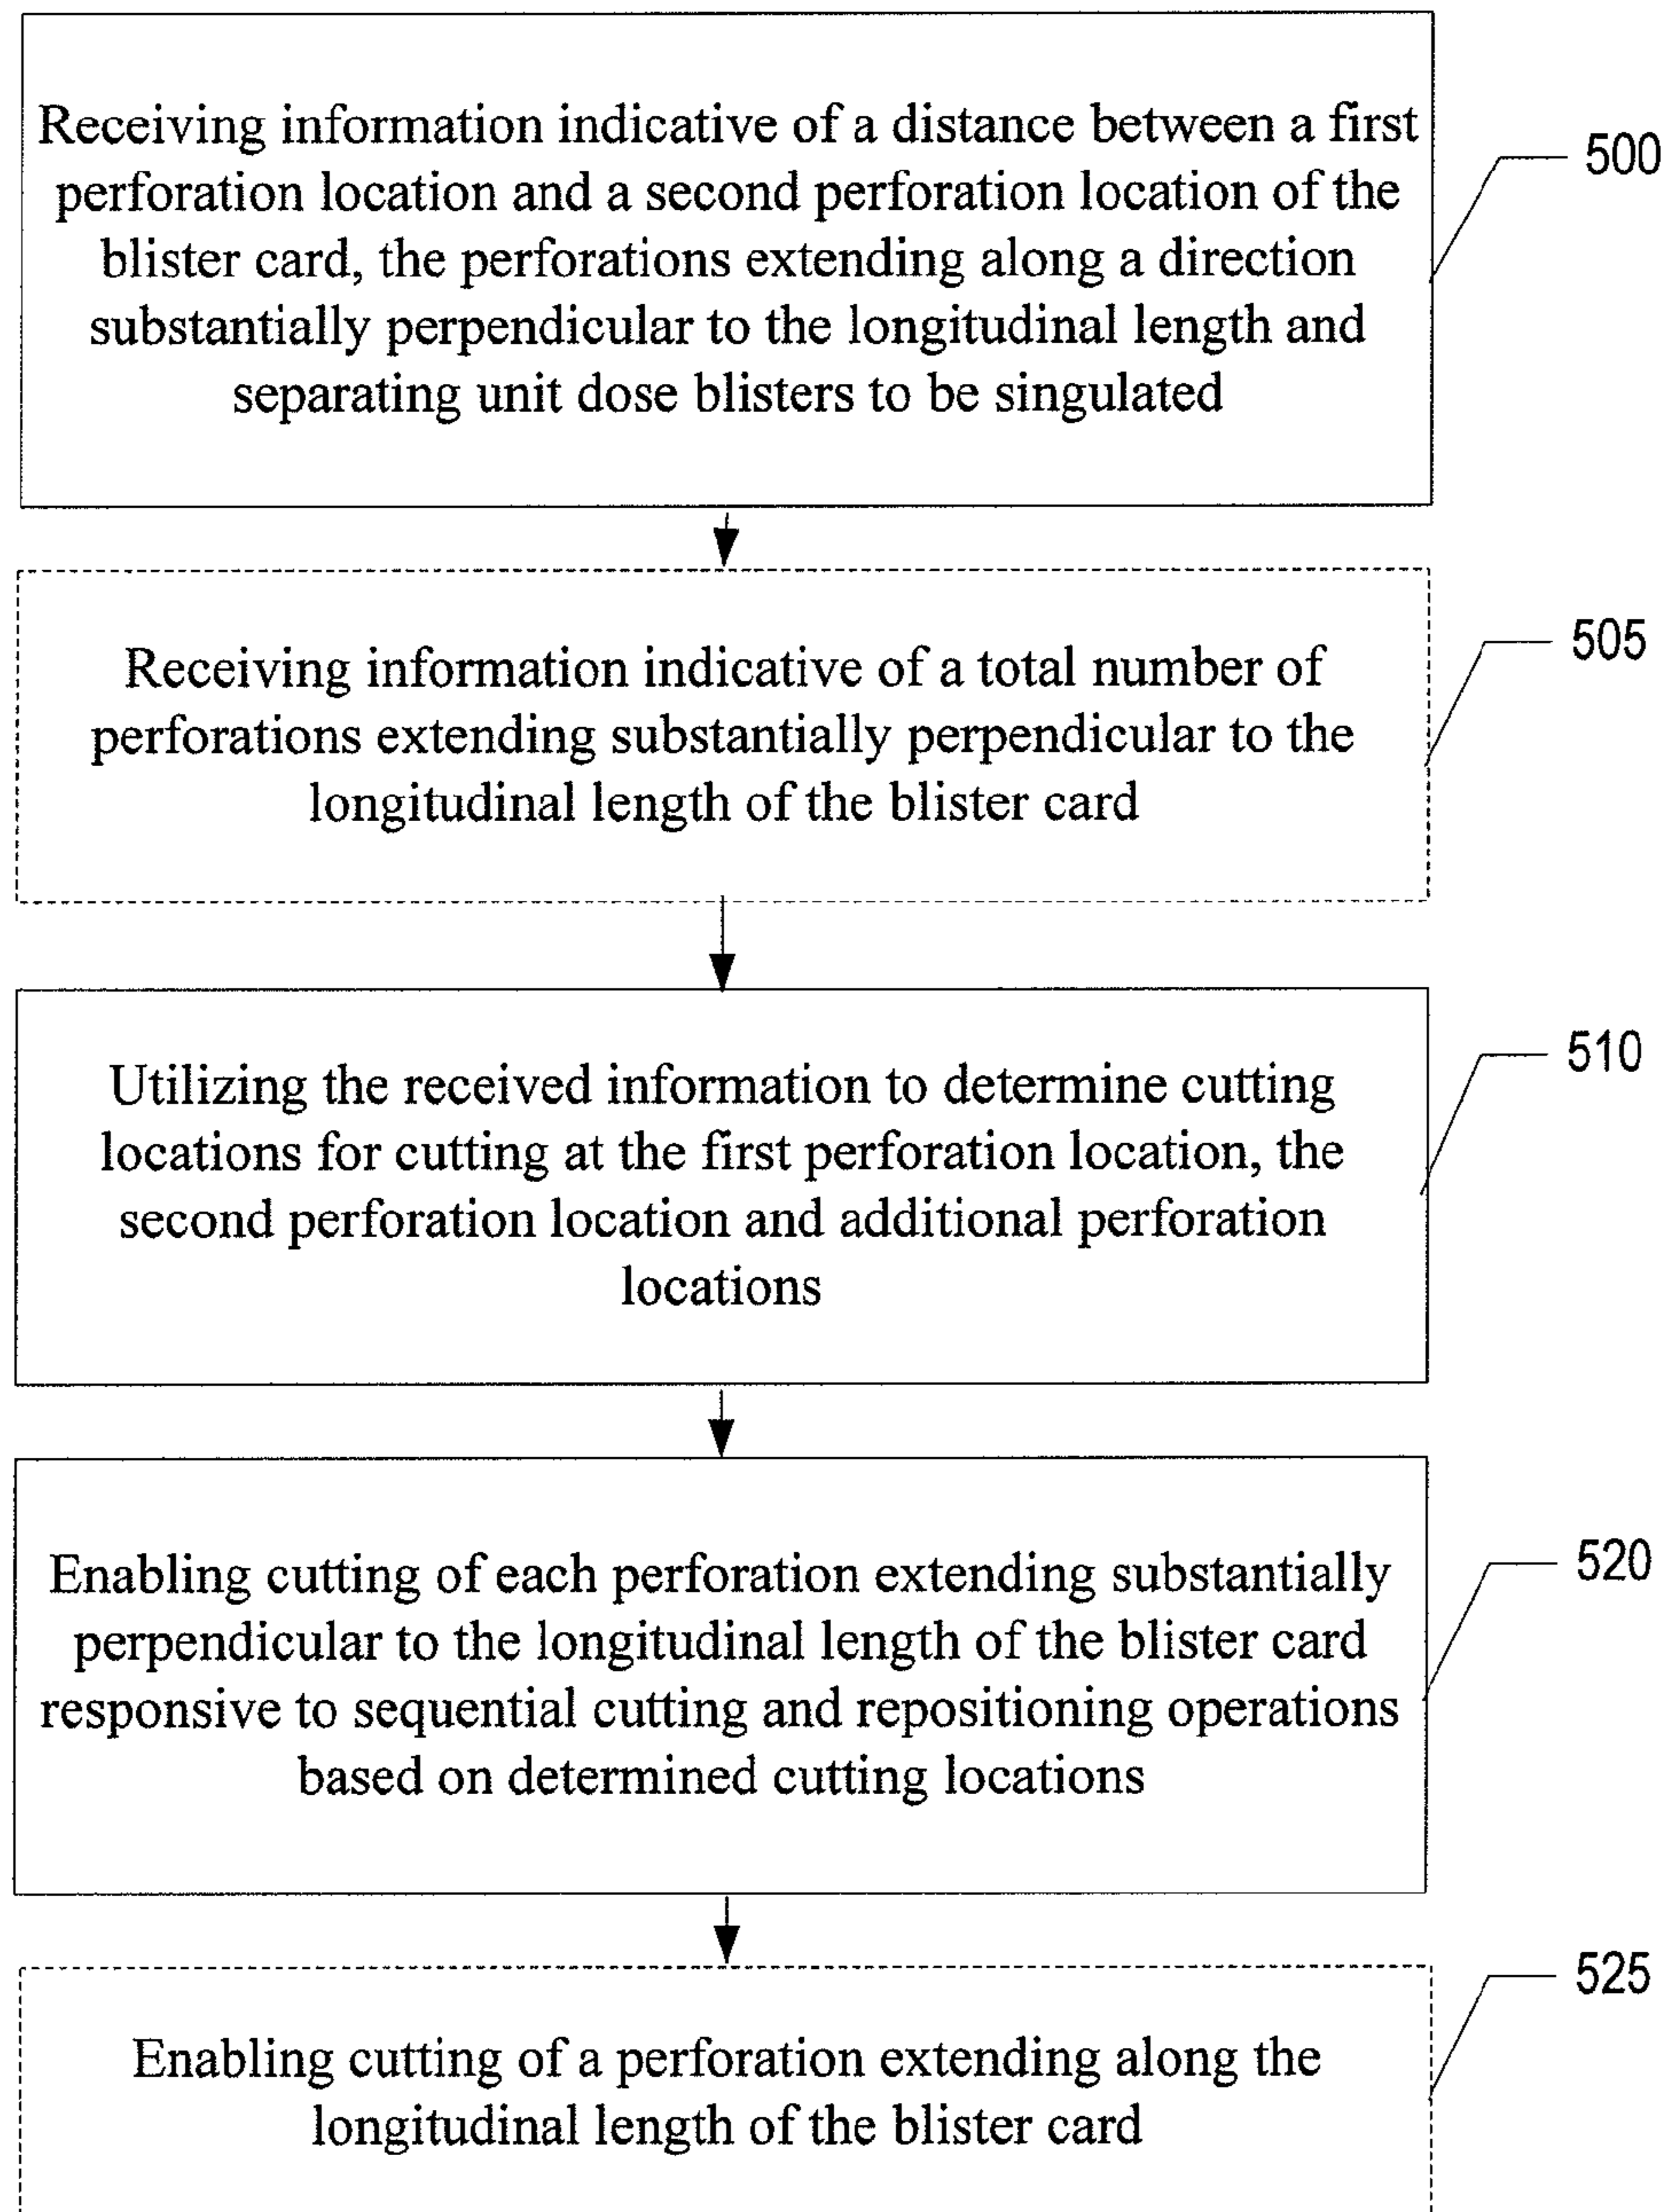 Receiving information indicative of a distance between a first
perforation location and a second perforation location of the
blister card, the perforations extending along a direction
substantially perpendicular to the longitudinal length and
separating unit dose blisters to be singulated
500
Receiving information indicative of a total number of
perforations extending substantially perpendicular to the
longitudinal length of the blister card
505
Utilizing the received information to determine cutting
locations for cutting at the first perforation location, the
second perforation location and additional perforation
locations
510
Enabling cutting of each perforation extending substantially
perpendicular to the longitudinal length of the blister card
responsive to sequential cutting and repositioning operations
based on determined cutting locations
520
Enabling cutting of a perforation extending along the
longitudinal length of the blister card
525